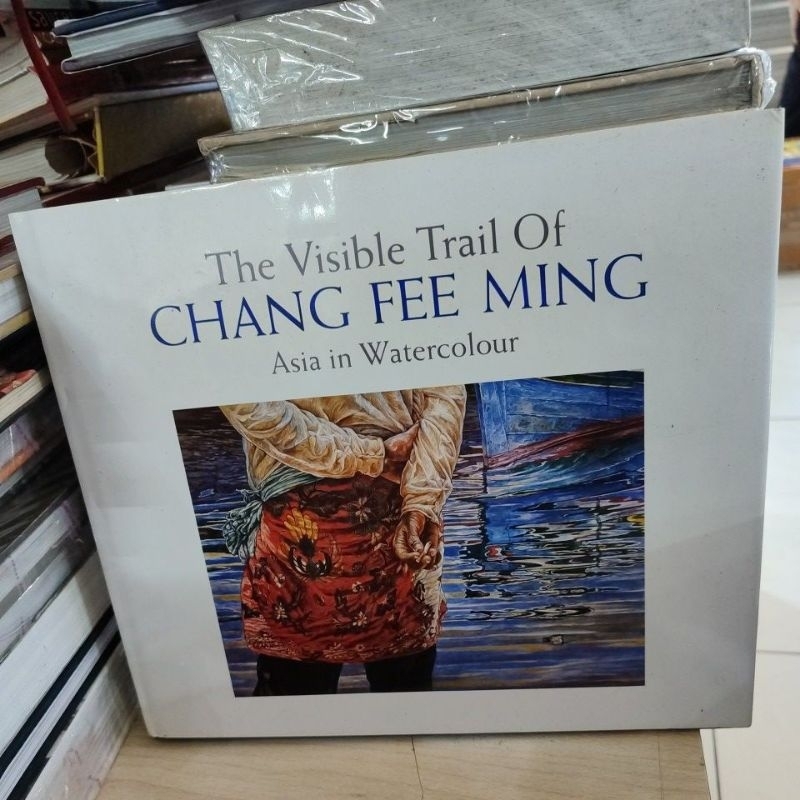 The Visible Trail Of
CHANG FEE MING
Asia in Watercolour